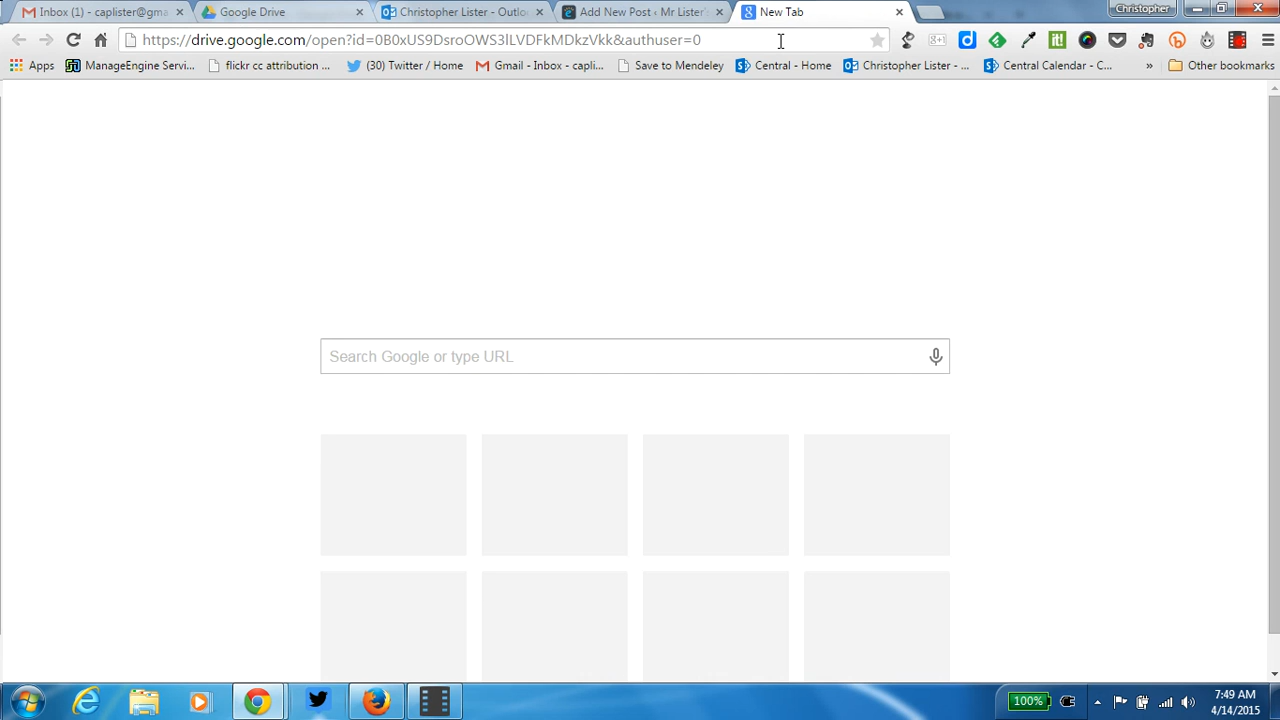 Inbox (1) - caplister@gma
Google Drive
Christopher Lister - Outlo
Add New Post ‹ Mr Lister's
New Tab
Christopher
https://drive.google.com/open?id=0B0xUS9DsroOWS3lLVDFkMDkzVkk&authuser=0
Apps
ManageEngine Servi...
flickr cc attribution ...
(30) Twitter / Home
Gmail - Inbox - capli...
Save to Mendeley
Central - Home
Christopher Lister - ...
Central Calendar - C...
»
Other bookmarks
Search Google or type URL
100%
7:49 AM
4/14/2015